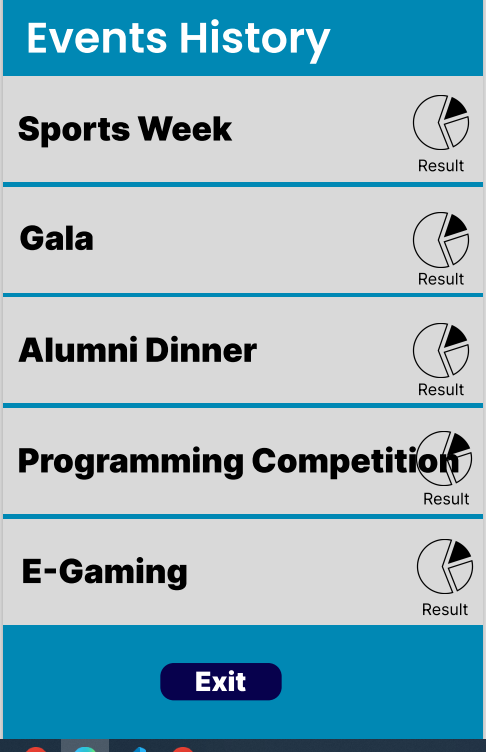 Events History
Sports Week
Result
Gala
Result
Alumni Dinner
Result
Programming Competition
Result
E-Gaming
Result
Exit